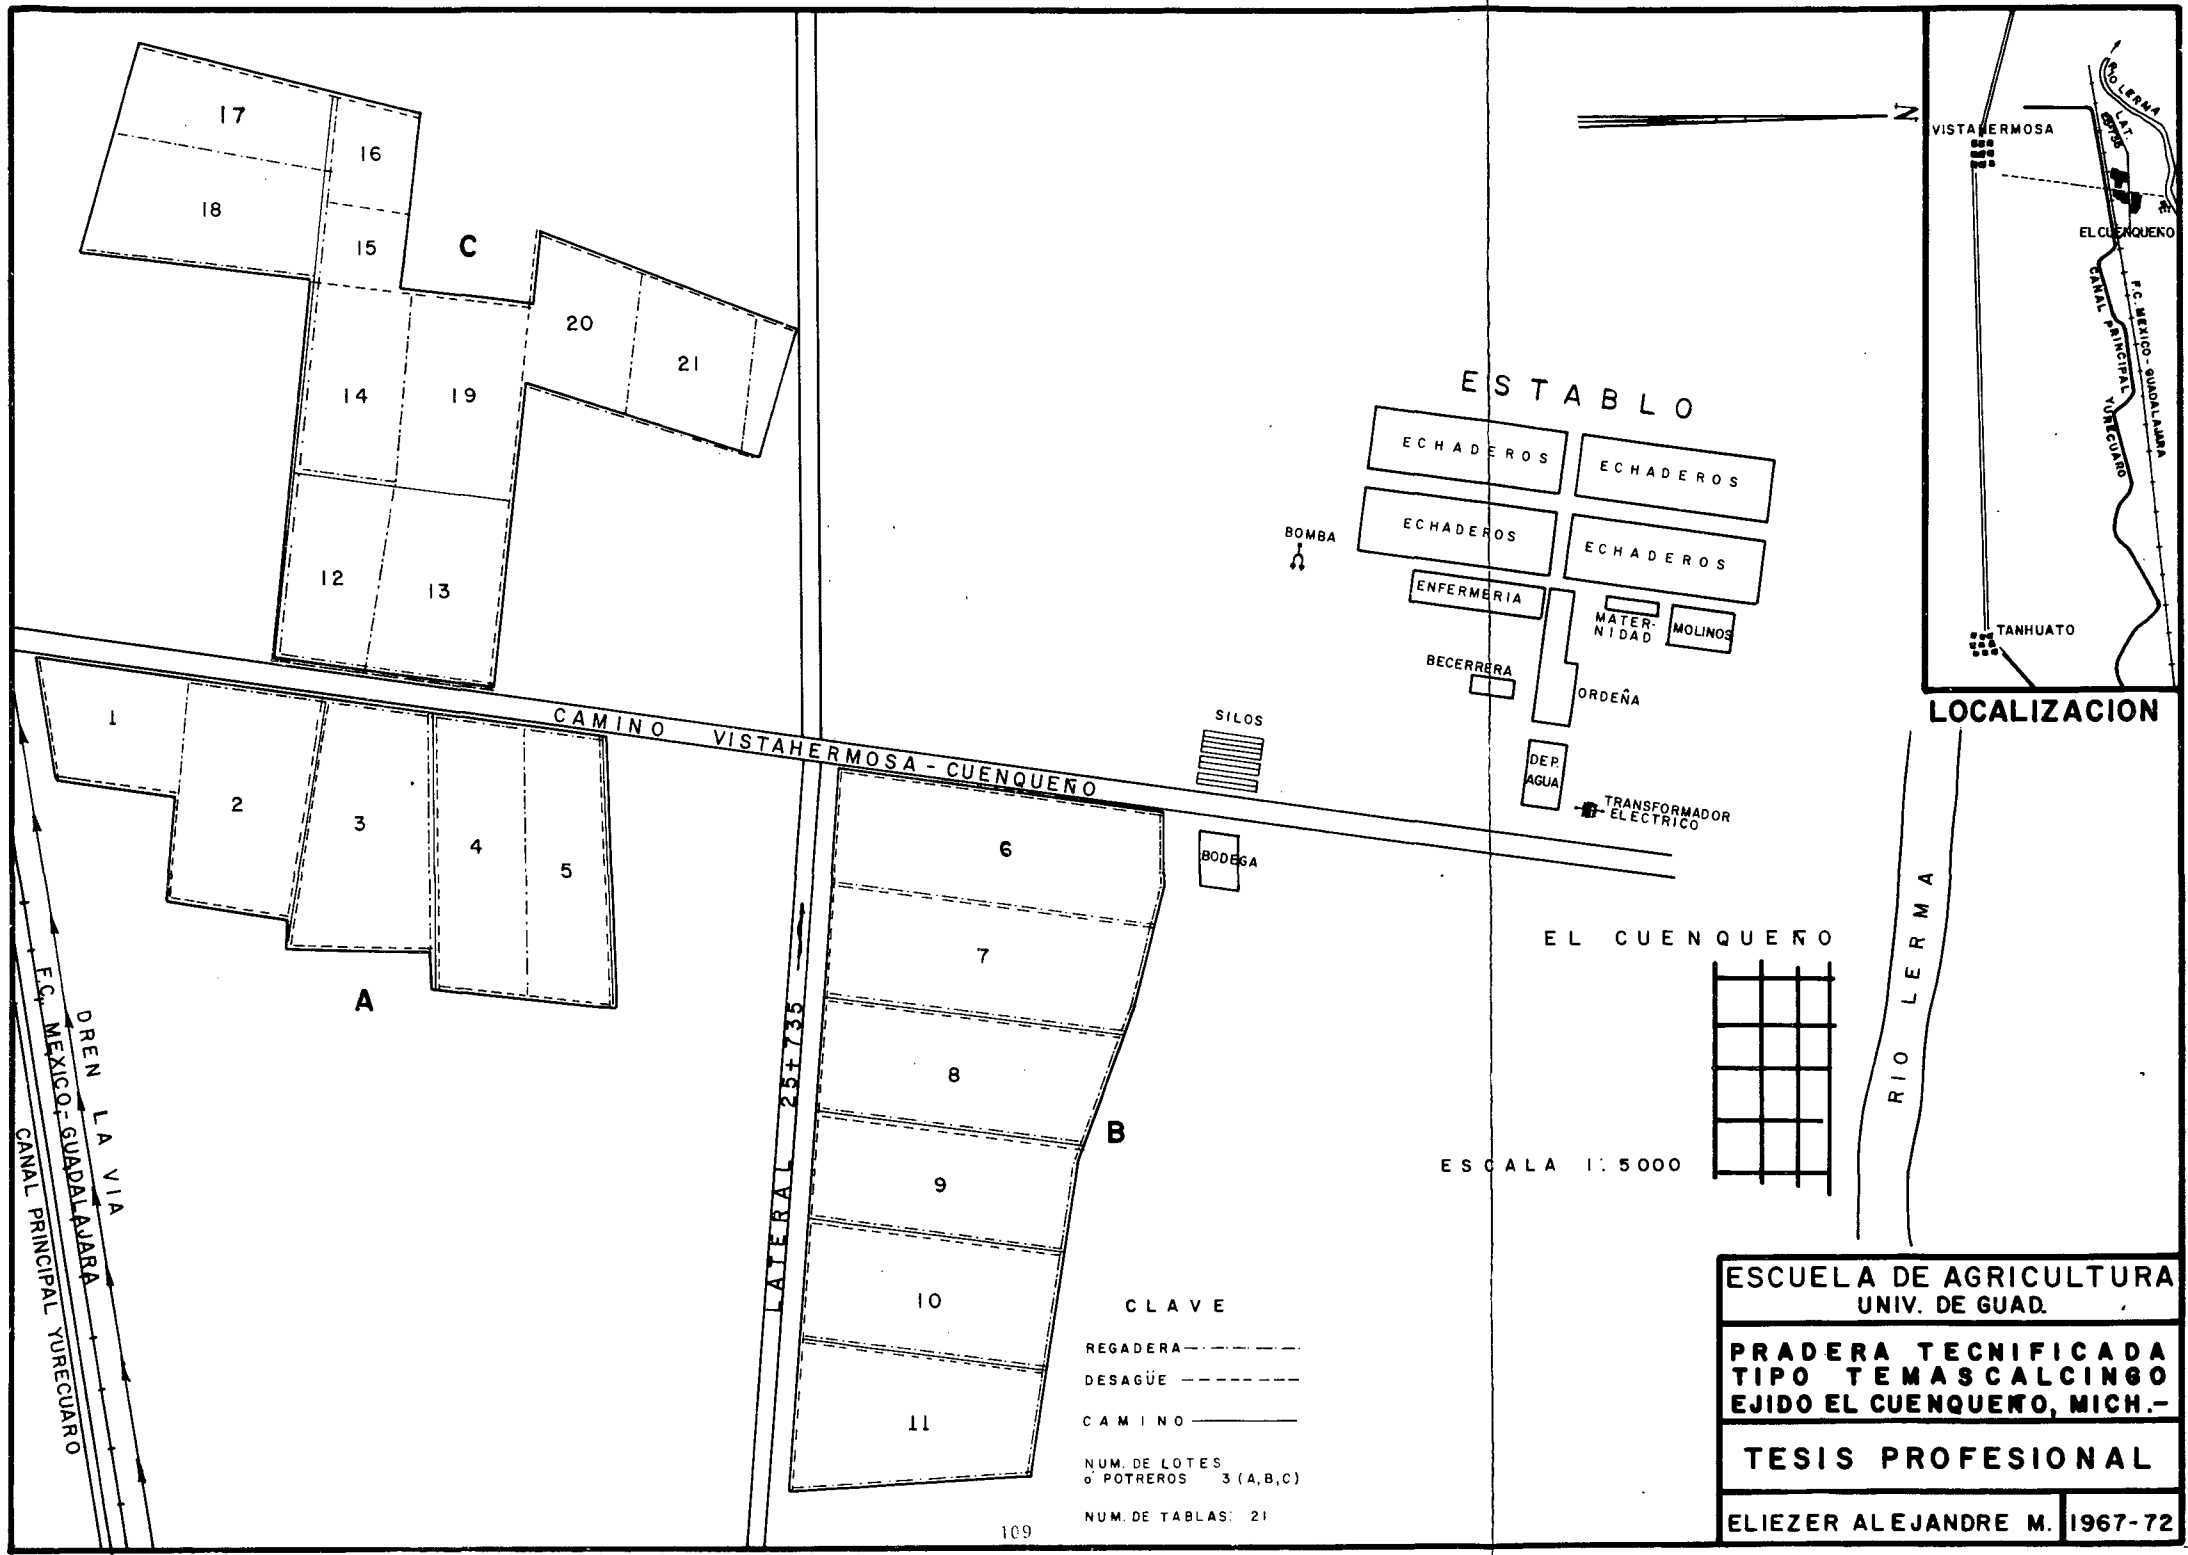 17
16
18
15
C
20
21
14
19
12
13
1
2
3
4
5
A
CAMINO VISTAHERMOSA-CUENQUEÑO
6
7
8
9
10
11
B
LATERAL 25+735
DREN LA VIA
F.C. MEXICO-GUADALAJARA
CANAL PRINCIPAL YURECUARO
N
ESTABLO
ECHADEROS
ECHADEROS
ECHADEROS
ECHADEROS
BOMBA
ENFERMERIA
MATER-
NIDAD
MOLINOS
BECERRERA
ORDEÑA
SILOS
DEP.
AGUA
TRANSFORMADOR
ELECTRICO
BODEGA
EL CUENQUEÑO
RIO LERMA
ESCALA 1:5000
RIO LERMA
LAT.
25+735
VISTAHERMOSA
EL CUENQUEÑO
CANAL PRINCIPAL YURECUARO
F.C. MEXICO-GUADALAJARA
TANHUATO
LOCALIZACION
CLAVE
REGADERA
DESAGÜE
CAMINO
NUM. DE LOTES
o POTREROS 3 (A,B,C)
NUM. DE TABLAS: 21
109
ESCUELA DE AGRICULTURA
UNIV. DE GUAD.
PRADERA TECNIFICADA
TIPO TEMASCALCINGO
EJIDO EL CUENQUEÑO, MICH.-
TESIS PROFESIONAL
ELIEZER ALEJANDRE M. 1967-72